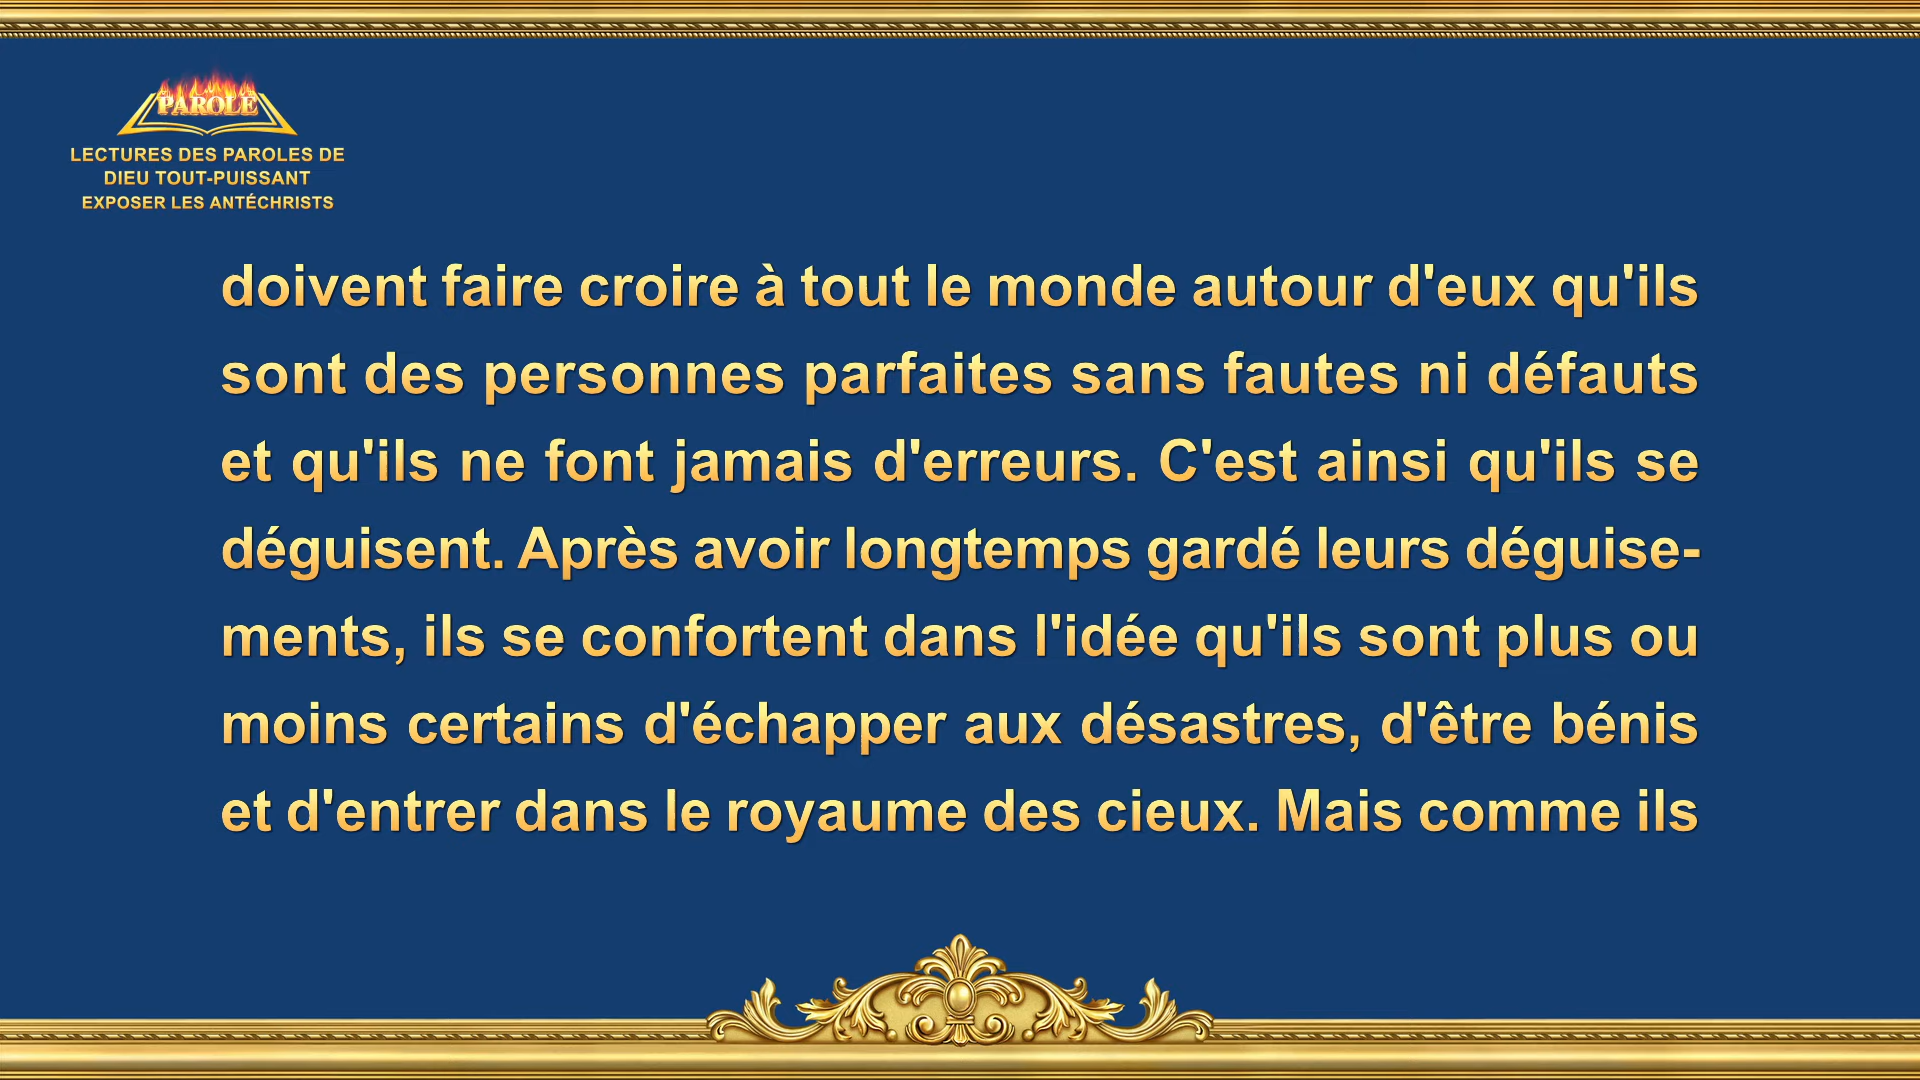 PAROLE
LECTURES DES PAROLES DE
DIEU TOUT-PUISSANT
EXPOSER LES ANTÉCHRISTS
doivent faire croire à tout le monde autour d'eux qu'ils
sont des personnes parfaites sans fautes ni défauts
et qu'ils ne font jamais d'erreurs. C'est ainsi qu'ils se
déguisent. Après avoir longtemps gardé leurs déguise-
ments, ils se confortent dans l'idée qu'ils sont plus ou
moins certains d'échapper aux désastres, d'être bénis
et d'entrer dans le royaume des cieux. Mais comme ils